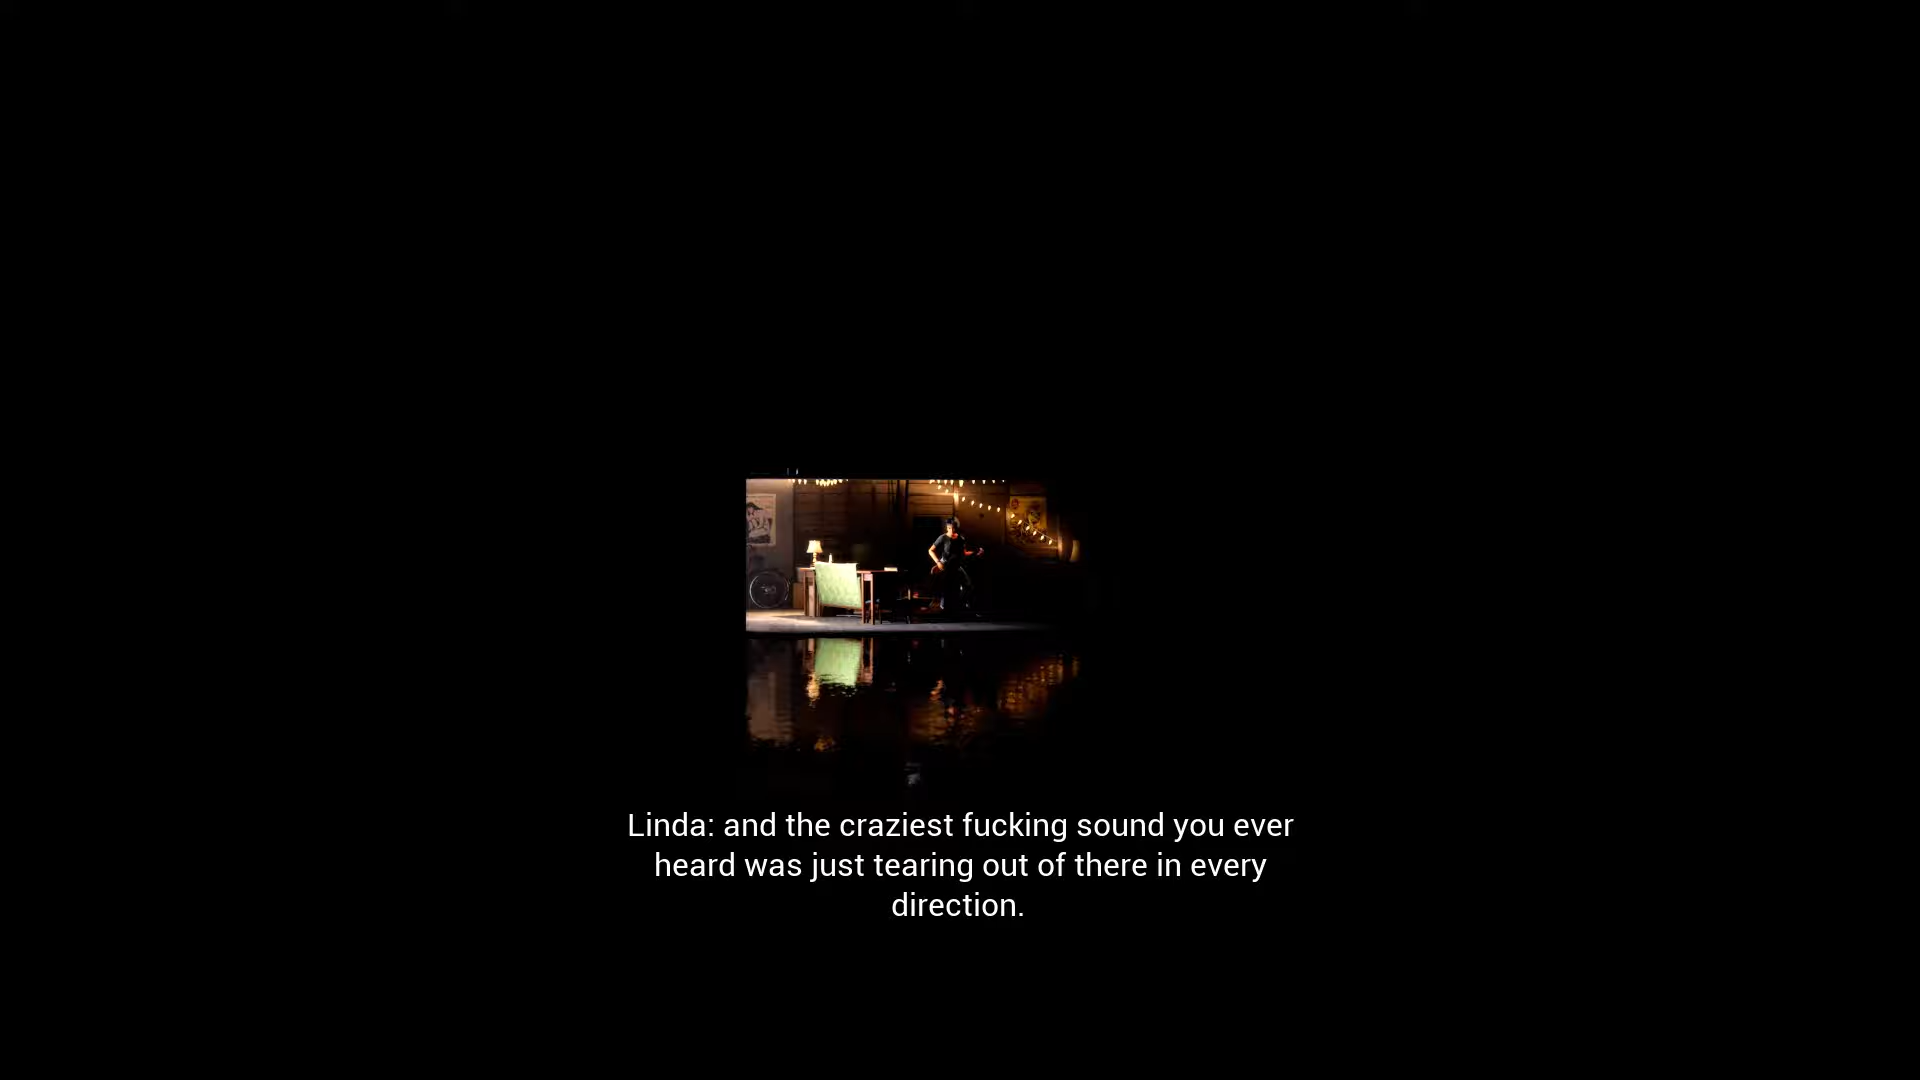 Linda: and the craziest fucking sound you ever
heard was just tearing out of there in every
direction.